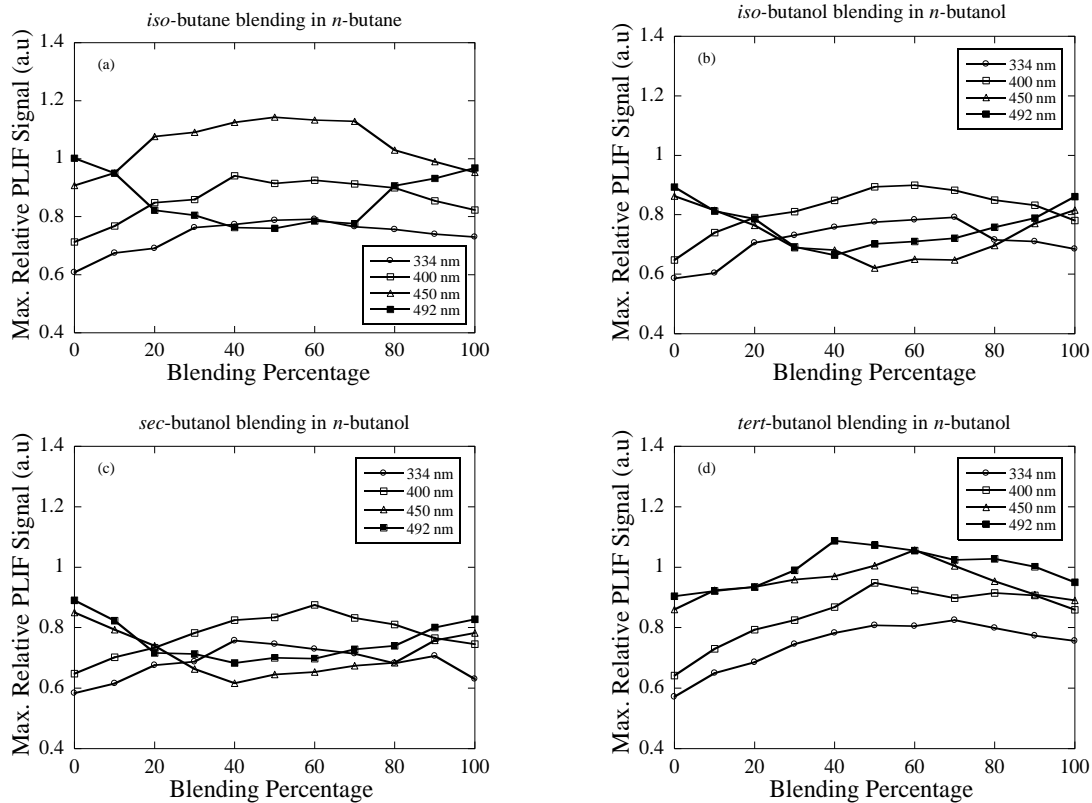 iso-butane blending in n-butane
Max. Relative PLIF Signal (a.u)
1.4
1.2
1
0.8
0.6
0.4
(a)
334 nm
400 nm
450 nm
492 nm
0 20 40 60 80 100
Blending Percentage
iso-butanol blending in n-butanol
Max. Relative PLIF Signal (a.u)
1.4
1.2
1
0.8
0.6
0.4
(b)
334 nm
400 nm
450 nm
492 nm
0 20 40 60 80 100
Blending Percentage
sec-butanol blending in n-butanol
Max. Relative PLIF Signal (a.u)
1.4
1.2
1
0.8
0.6
0.4
(c)
334 nm
400 nm
450 nm
492 nm
0 20 40 60 80 100
Blending Percentage
tert-butanol blending in n-butanol
Max. Relative PLIF Signal (a.u)
1.4
1.2
1
0.8
0.6
0.4
(d)
334 nm
400 nm
450 nm
492 nm
0 20 40 60 80 100
Blending Percentage